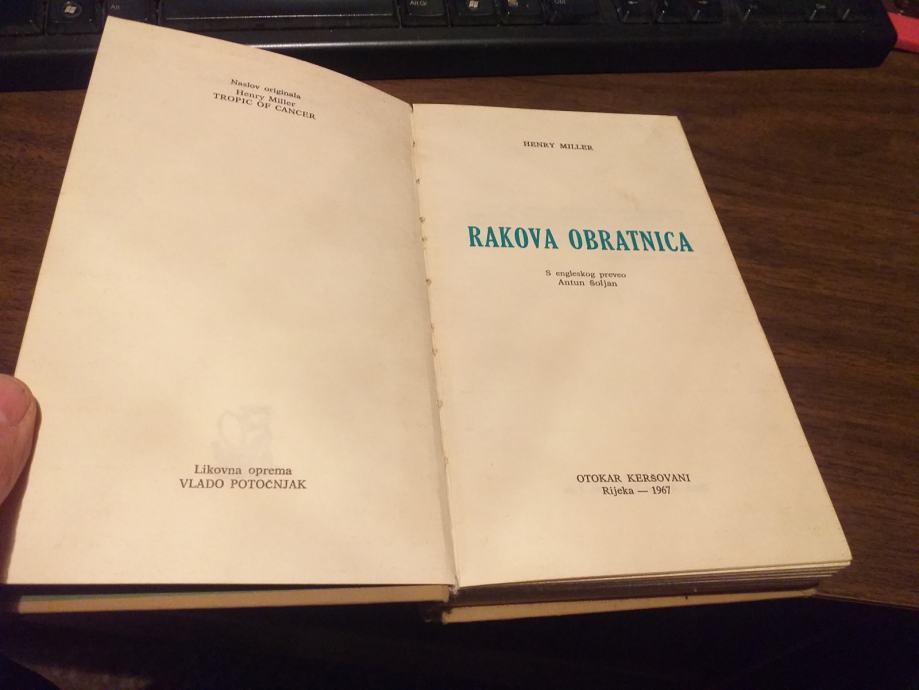 Naslov originala
Henry Miller
TROPIC OF CANCER
Likovna oprema
VLADO POTOČNJAK
HENRY MILLER
RAKOVA OBRATNICA
S engleskog preveo
Antun Šoljan
OTOKAR KERŠOVANI
Rijeka — 1967